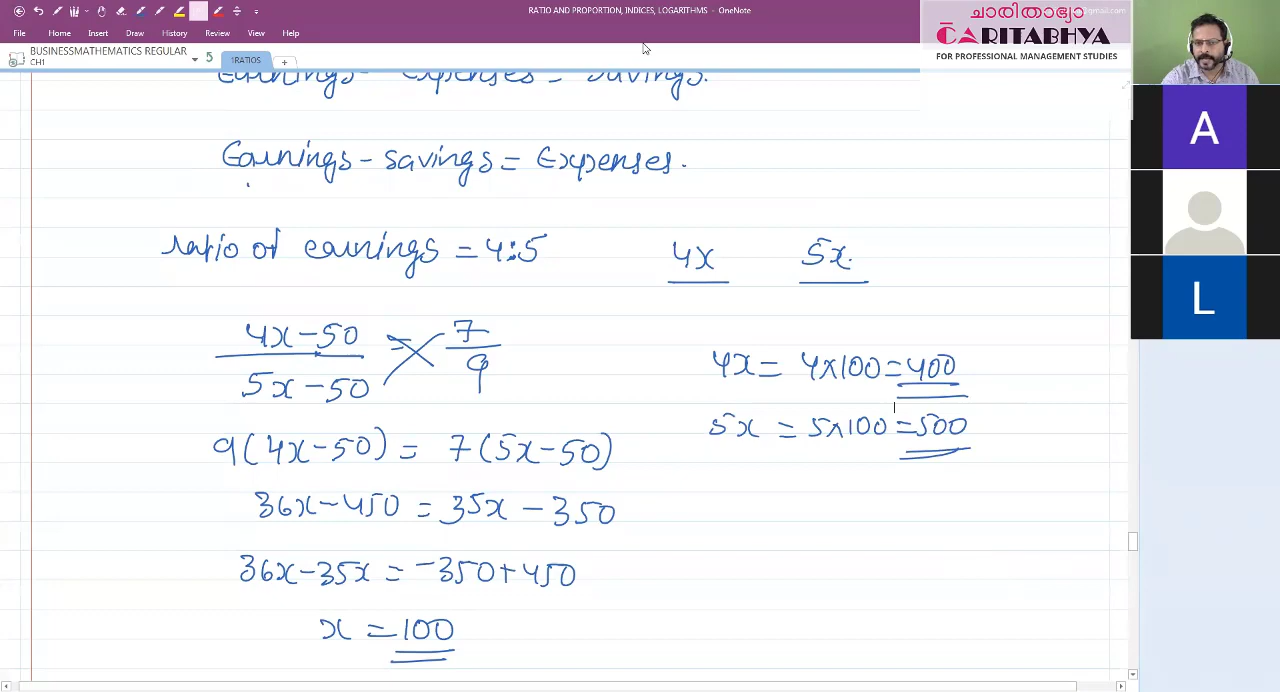 RATIO AND PROPORTION, INDICES, LOGARITHMS - OneNote
ചാരിതാഭ്യാ
CARITABHYA
FOR PROFESSIONAL MANAGEMENT STUDIES
@gmail.com
File Home Insert Draw History Review View Help
BUSINESSMATHEMATICS REGULAR
CH1
1RATIOS
Earnings - expenses = savings.
Earnings - savings = Expenses.
ratio of earnings = 4:5
4x 5x.
4x - 50 = 7
5x - 50 9
4x = 4x100 = 400
5x = 5x100 = 500
9(4x - 50) = 7(5x - 50)
36x - 450 = 35x - 350
36x - 35x = -350 + 450
x = 100
A
L